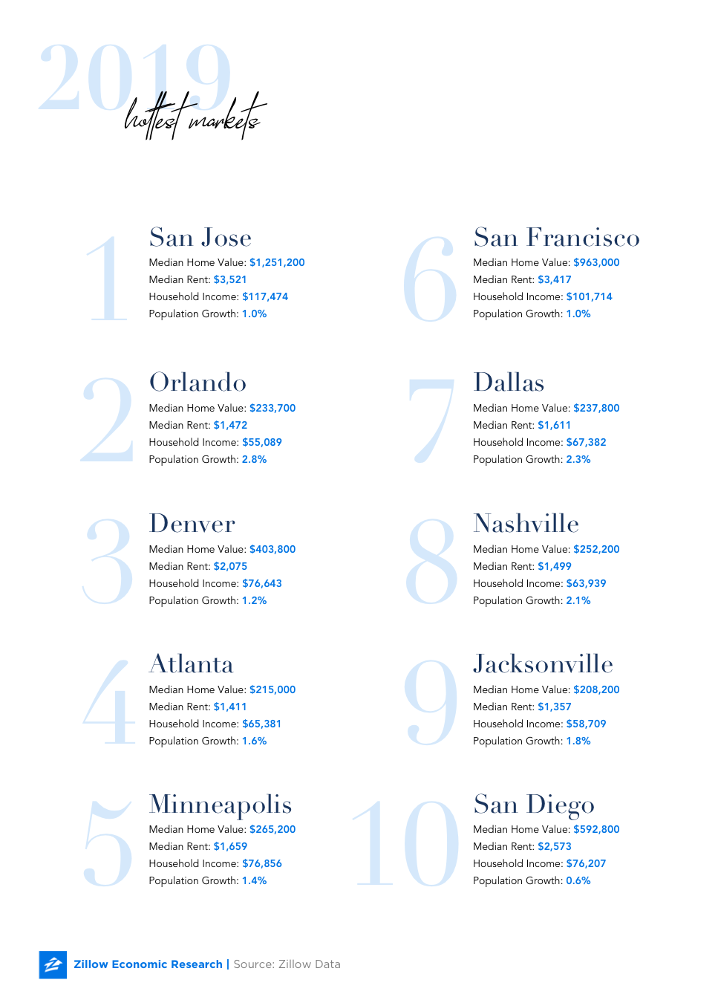 2019
hottest markets
1
San Jose
Median Home Value: $1,251,200
Median Rent: $3,521
Household Income: $117,474
Population Growth: 1.0%
2
Orlando
Median Home Value: $233,700
Median Rent: $1,472
Household Income: $55,089
Population Growth: 2.8%
3
Denver
Median Home Value: $403,800
Median Rent: $2,075
Household Income: $76,643
Population Growth: 1.2%
4
Atlanta
Median Home Value: $215,000
Median Rent: $1,411
Household Income: $65,381
Population Growth: 1.6%
5
Minneapolis
Median Home Value: $265,200
Median Rent: $1,659
Household Income: $76,856
Population Growth: 1.4%
6
San Francisco
Median Home Value: $963,000
Median Rent: $3,417
Household Income: $101,714
Population Growth: 1.0%
7
Dallas
Median Home Value: $237,800
Median Rent: $1,611
Household Income: $67,382
Population Growth: 2.3%
8
Nashville
Median Home Value: $252,200
Median Rent: $1,499
Household Income: $63,939
Population Growth: 2.1%
9
Jacksonville
Median Home Value: $208,200
Median Rent: $1,357
Household Income: $58,709
Population Growth: 1.8%
10
San Diego
Median Home Value: $592,800
Median Rent: $2,573
Household Income: $76,207
Population Growth: 0.6%
Zillow Economic Research | Source: Zillow Data